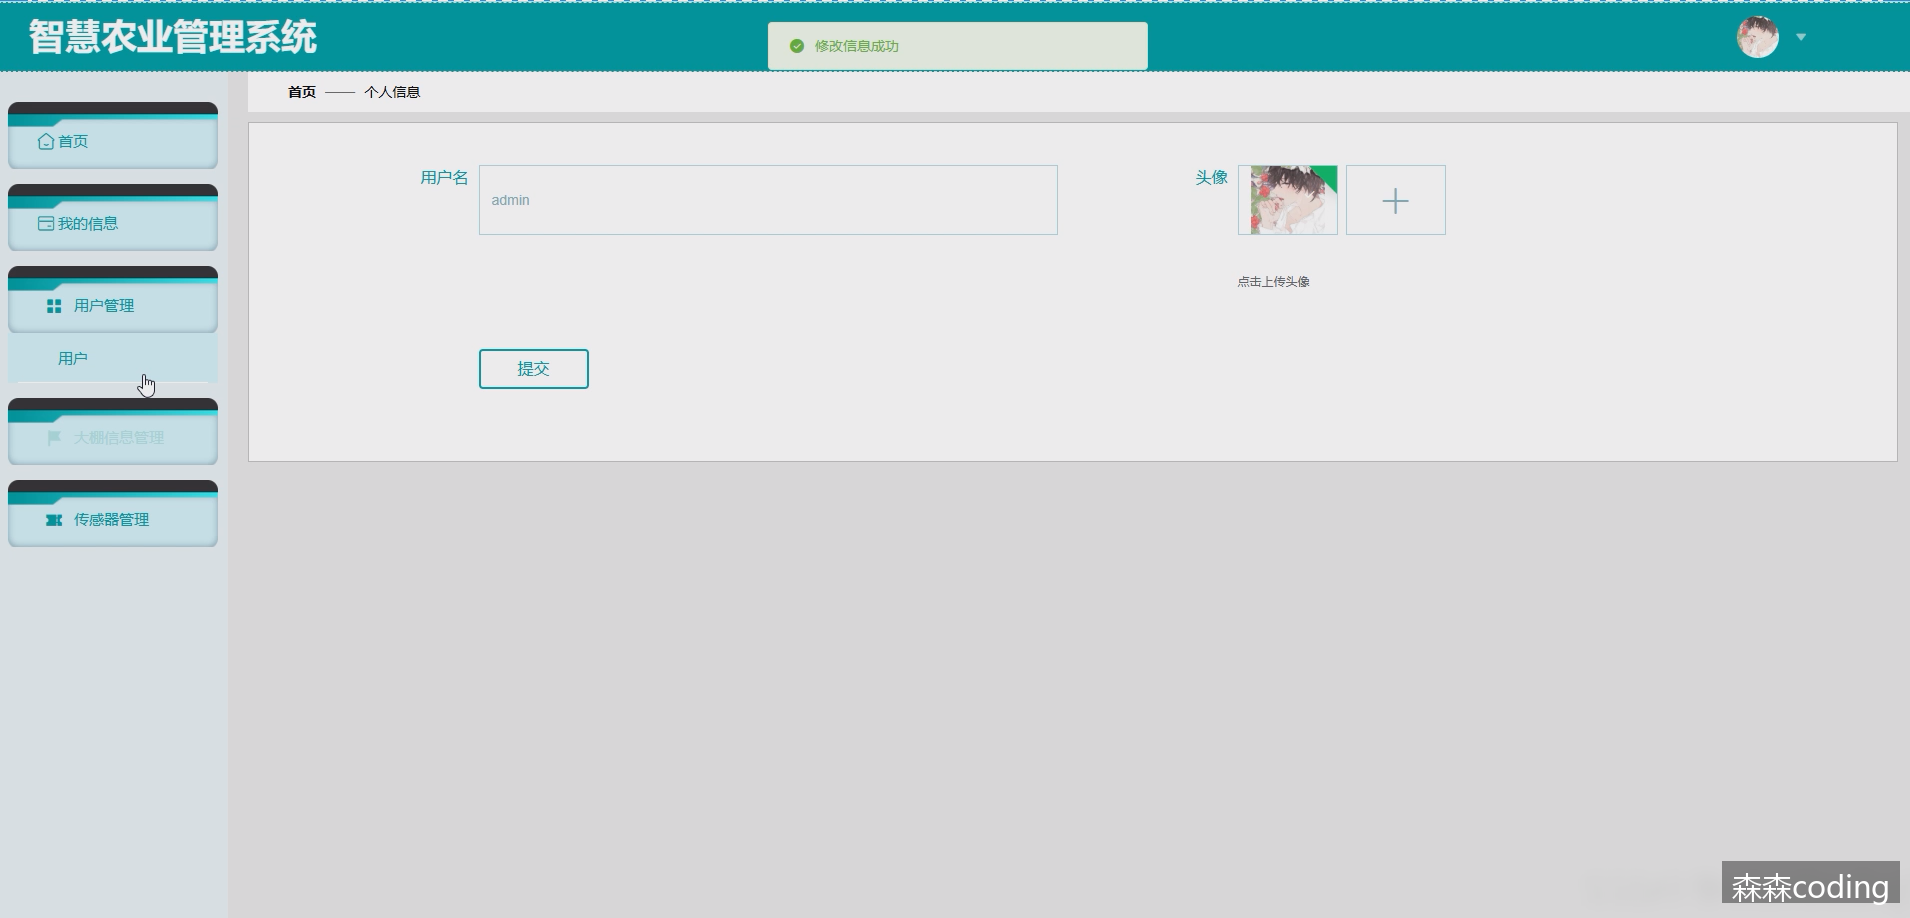 智慧农业管理系统
修改信息成功
首页 —— 个人信息
首页
我的信息
用户管理
用户
大棚信息管理
传感器管理
用户名
admin
头像
点击上传头像
提交
森森coding